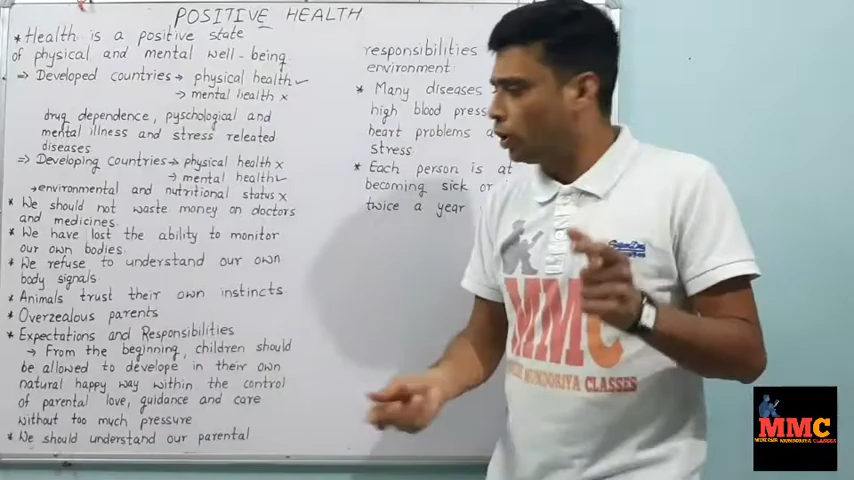 POSITIVE HEALTH
* Health is a positive state
of physical and mental well-being
⇒ Developed countries → physical health ✓
→ mental health ×
drug dependence, pyschological and
mental illness and stress related
diseases
⇒ Developing Countries → Physical health ×
→ mental health ✓
→ environmental and nutritional status ×
* We should not waste money on doctors
and medicines
* We have lost the ability to monitor
our own bodies
* We refuse to understand our own
body signals
* Animals trust their own instincts
* OVERZEALOUS parents
* Expectations and Responsibilities
→ From the beginning, children should
be allowed to develop in their own
natural happy way within the control
of parental love, guidance and care
without too much pressure
* We should understand our parental
responsibilities
environment
* Many diseases
high blood pressure
heart problems
stress
* Each person is at
becoming sick
twice a year
MMC
CLASSES
MMC
MUKTESH MUNDORIYA CLASSES